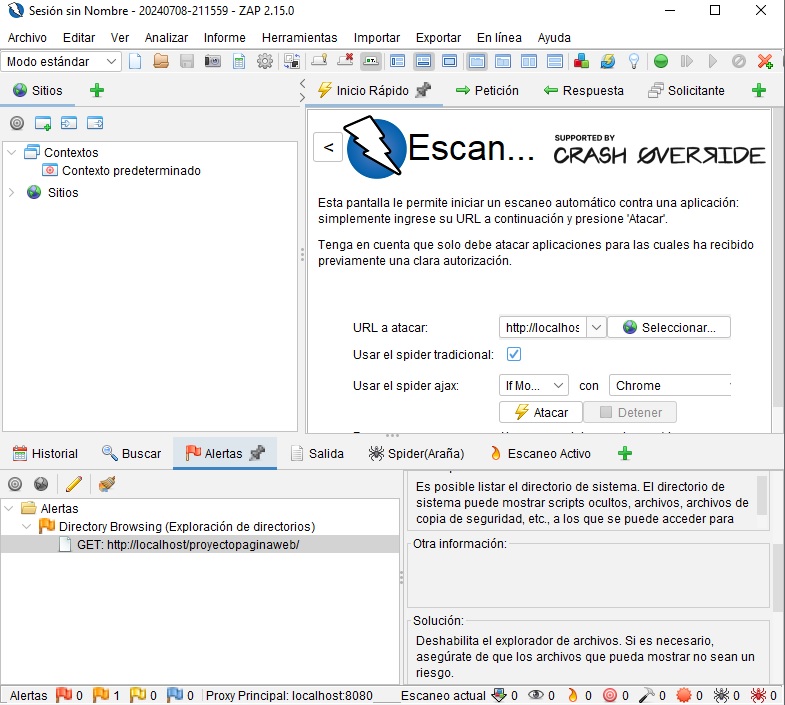 Sesión sin Nombre - 20240708-211559 - ZAP 2.15.0
Archivo Editar Ver Analizar Informe Herramientas Importar Exportar En línea Ayuda
Modo estándar
Sitios
Inicio Rápido
Petición
Respuesta
Solicitante
Contextos
Contexto predeterminado
Sitios
<
Escan...
SUPPORTED BY
CRASH OVERRIDE
Esta pantalla le permite iniciar un escaneo automático contra una aplicación:
simplemente ingrese su URL a continuación y presione 'Atacar'.
Tenga en cuenta que solo debe atacar aplicaciones para las cuales ha recibido
previamente una clara autorización.
URL a atacar: http://localhos Seleccionar...
Usar el spider tradicional:
Usar el spider ajax: If Mo... con Chrome
Atacar Detener
Historial Buscar Alertas Salida Spider(Araña) Escaneo Activo
Alertas
Directory Browsing (Exploración de directorios)
GET: http://localhost/proyectopaginaweb/
Es posible listar el directorio de sistema. El directorio de
sistema puede mostrar scripts ocultos, archivos, archivos de
copia de seguridad, etc., a los que se puede acceder para
Otra información:
Solución:
Deshabilita el explorador de archivos. Si es necesario,
asegúrate de que los archivos que pueda mostrar no sean un
riesgo.
Alertas 0 1 0 0 Proxy Principal: localhost:8080 Escaneo actual 0 0 0 0 0 0 0 0